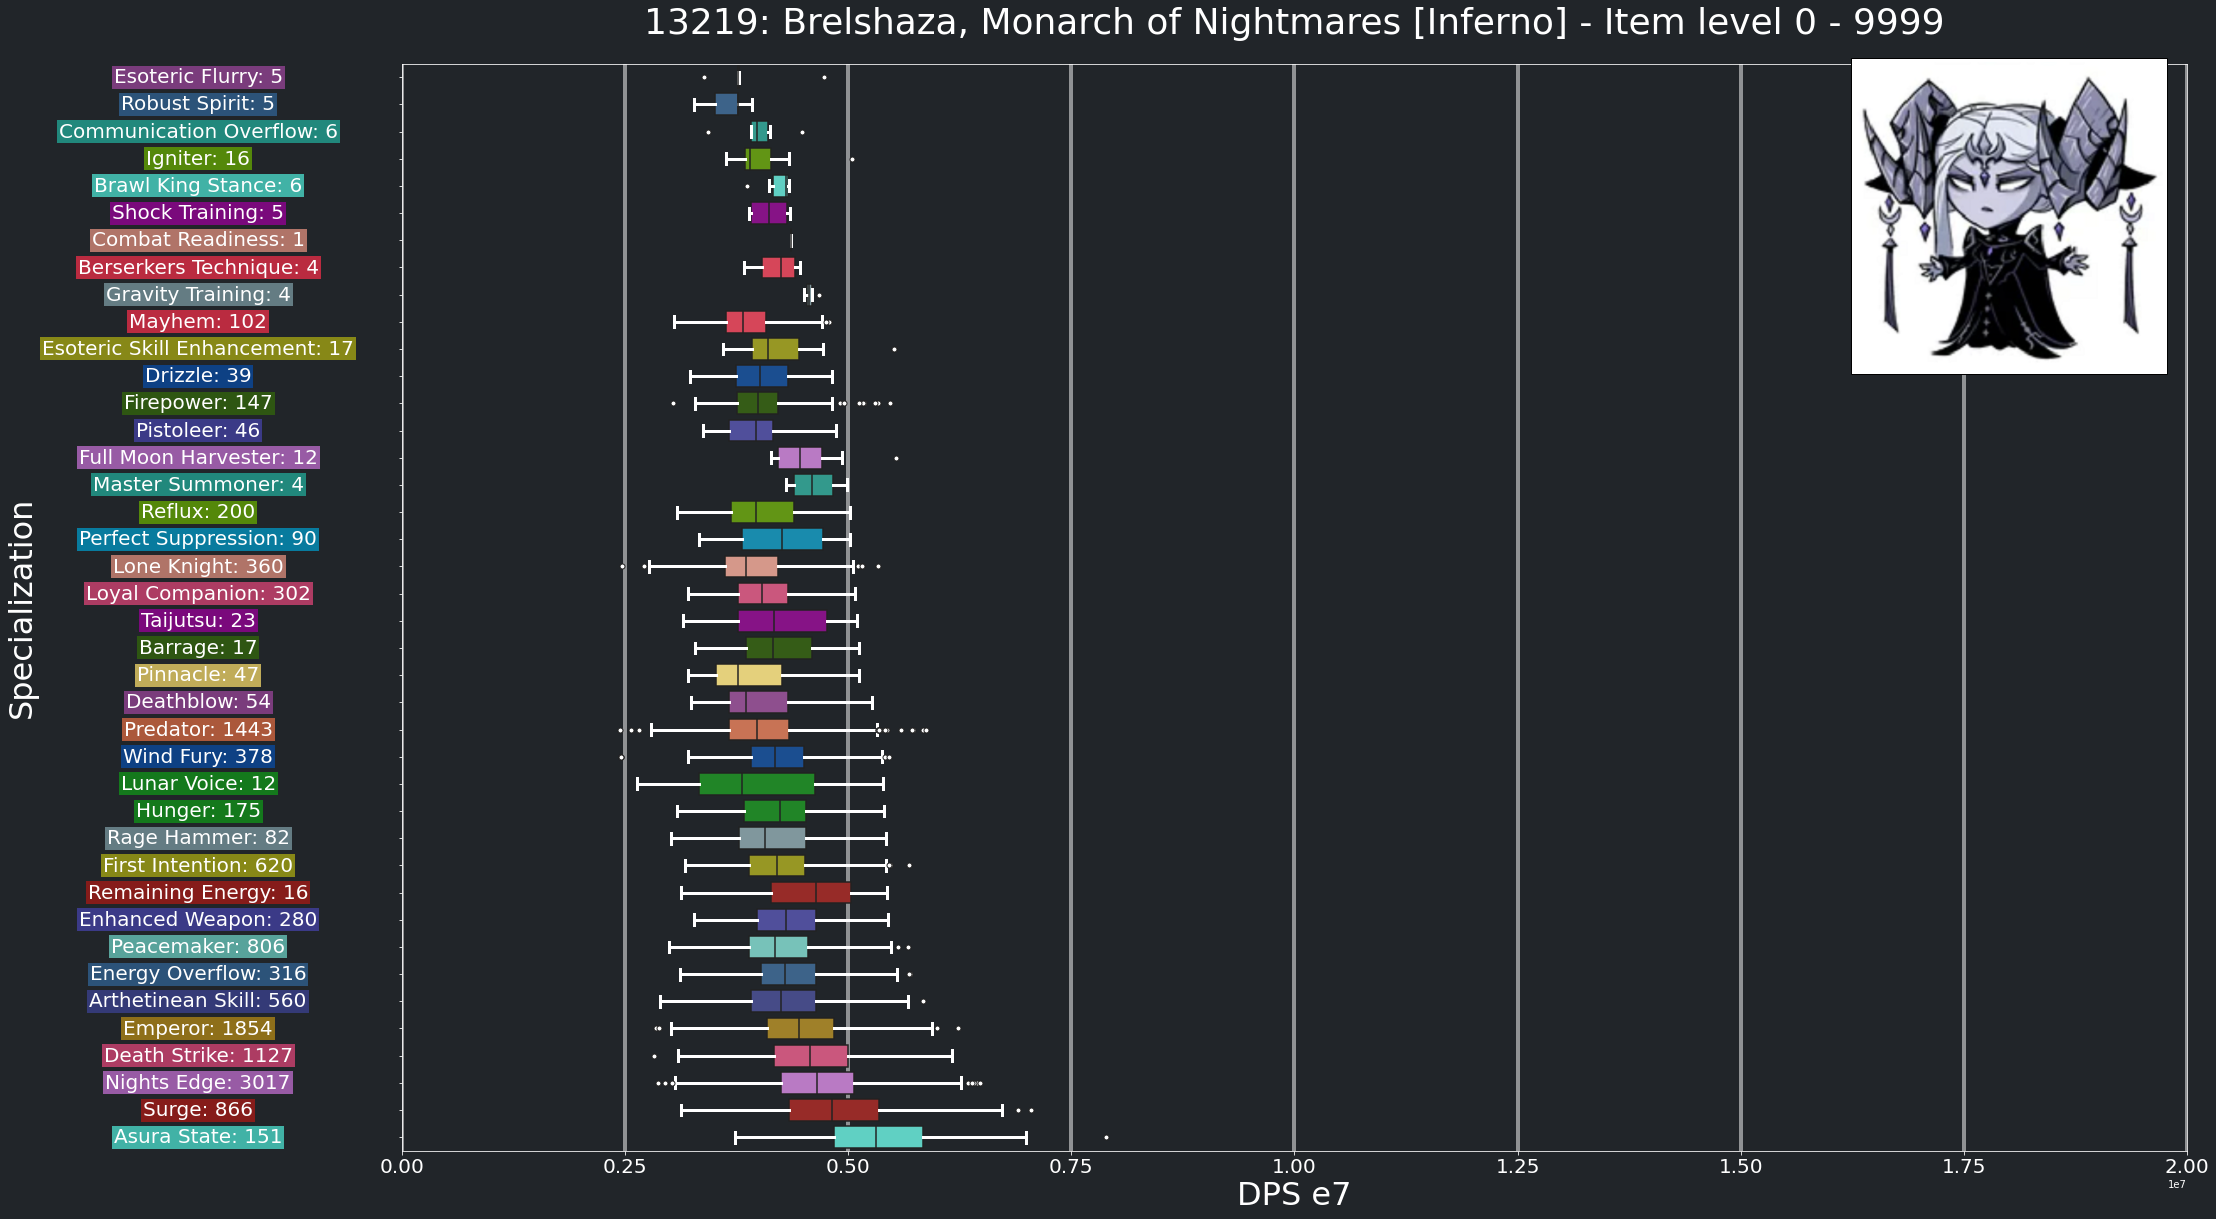 13219: Brelshaza, Monarch of Nightmares [Inferno] - Item level 0 - 9999
Specialization
Esoteric Flurry: 5
Robust Spirit: 5
Communication Overflow: 6
Igniter: 16
Brawl King Stance: 6
Shock Training: 5
Combat Readiness: 1
Berserkers Technique: 4
Gravity Training: 4
Mayhem: 102
Esoteric Skill Enhancement: 17
Drizzle: 39
Firepower: 147
Pistoleer: 46
Full Moon Harvester: 12
Master Summoner: 4
Reflux: 200
Perfect Suppression: 90
Lone Knight: 360
Loyal Companion: 302
Taijutsu: 23
Barrage: 17
Pinnacle: 47
Deathblow: 54
Predator: 1443
Wind Fury: 378
Lunar Voice: 12
Hunger: 175
Rage Hammer: 82
First Intention: 620
Remaining Energy: 16
Enhanced Weapon: 280
Peacemaker: 806
Energy Overflow: 316
Arthetinean Skill: 560
Emperor: 1854
Death Strike: 1127
Nights Edge: 3017
Surge: 866
Asura State: 151
0.00 0.25 0.50 0.75 1.00 1.25 1.50 1.75 2.00
1e7
DPS e7